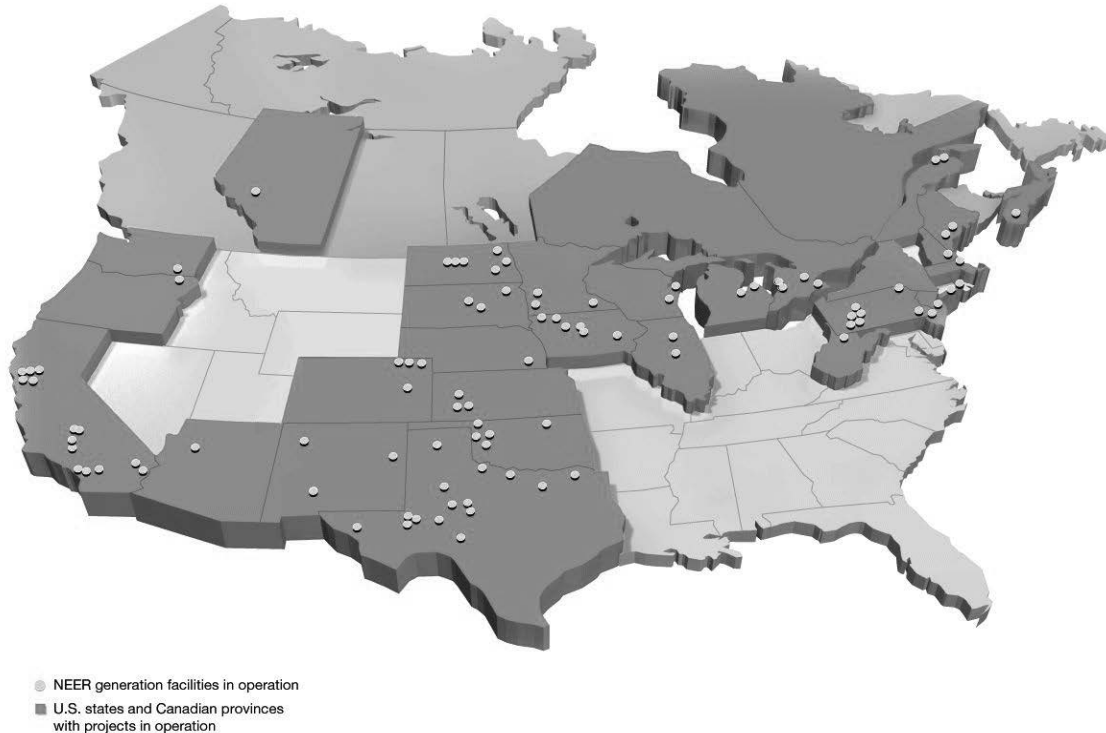 NEER generation facilities in operation
U.S. states and Canadian provinces
with projects in operation